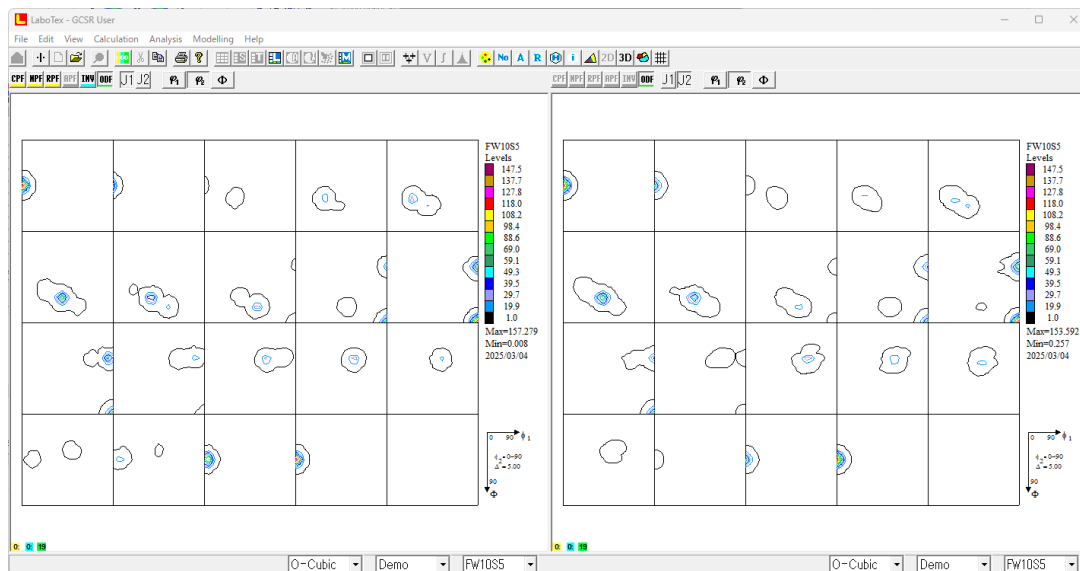 LaboTex - GCSR User
File Edit View Calculation Analysis Modelling Help
No A R i 2D 3D
CPF NPF RPF APF INV ODF J1 J2 φ1 φ2 Φ
CPF NPF RPF APF INV ODF J1 J2 φ1 φ2 Φ
FW10S5
Levels
147.5
137.7
127.8
118.0
108.2
98.4
88.6
69.0
59.1
49.3
39.5
29.7
19.9
1.0
Max=157.279
Min=0.008
2025/03/04
0 90 ϕ1
ϕ2=0-90
Δ=5.00
90
Φ
FW10S5
Levels
147.5
137.7
127.8
118.0
108.2
98.4
88.6
69.0
59.1
49.3
39.5
29.7
19.9
1.0
Max=153.592
Min=0.257
2025/03/04
0 90 ϕ1
ϕ2=0-90
Δ=5.00
90
Φ
0: 0: 19
0: 0: 19
O-Cubic Demo FW10S5
O-Cubic Demo FW10S5